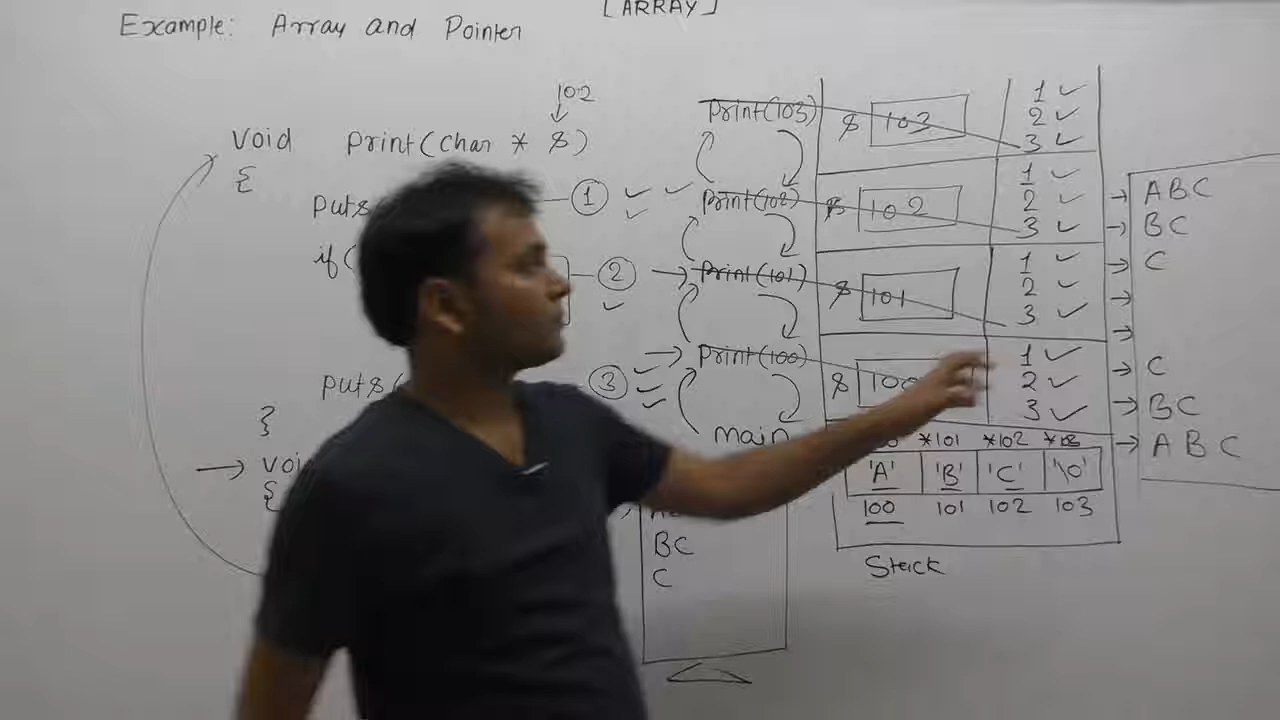 [ARRAY]
Example: Array and Pointer
102
void print(char * $)
{
puts
1
if(
2
puts(
3
}
{
print(103)
print(102)
print(101)
print(100)
main
$ 103
1
2
3
$ 102
1
2
3
$ 101
1
2
3
$ 100
1
2
3
*101 *102 *103
'A' 'B' 'C' '\0'
100 101 102 103
Stack
ABC
BC
C
C
BC
ABC
BC
C